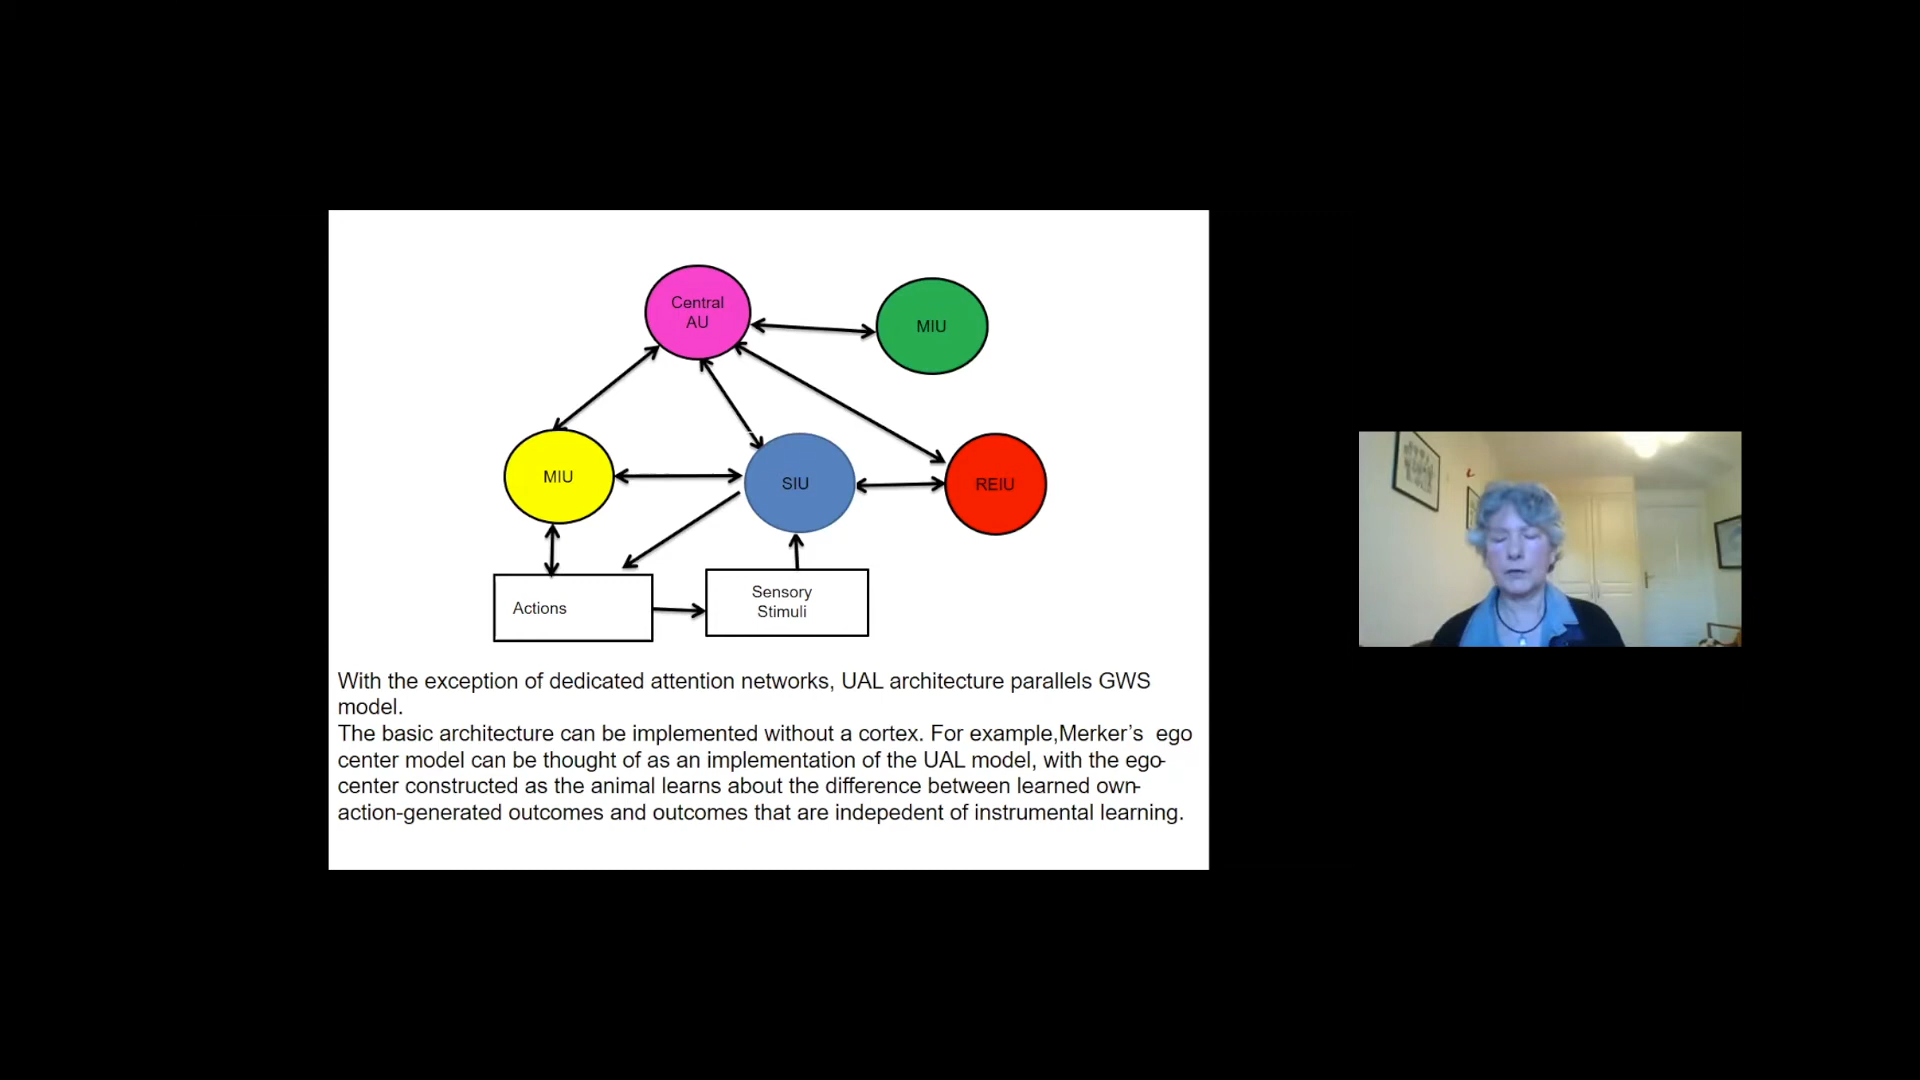 Central
AU
MIU
MIU
SIU
REIU
Actions
Sensory
Stimuli
With the exception of dedicated attention networks, UAL architecture parallels GWS
model.
The basic architecture can be implemented without a cortex. For example,Merker’s ego
center model can be thought of as an implementation of the UAL model, with the ego-
center constructed as the animal learns about the difference between learned own-
action-generated outcomes and outcomes that are indepedent of instrumental learning.